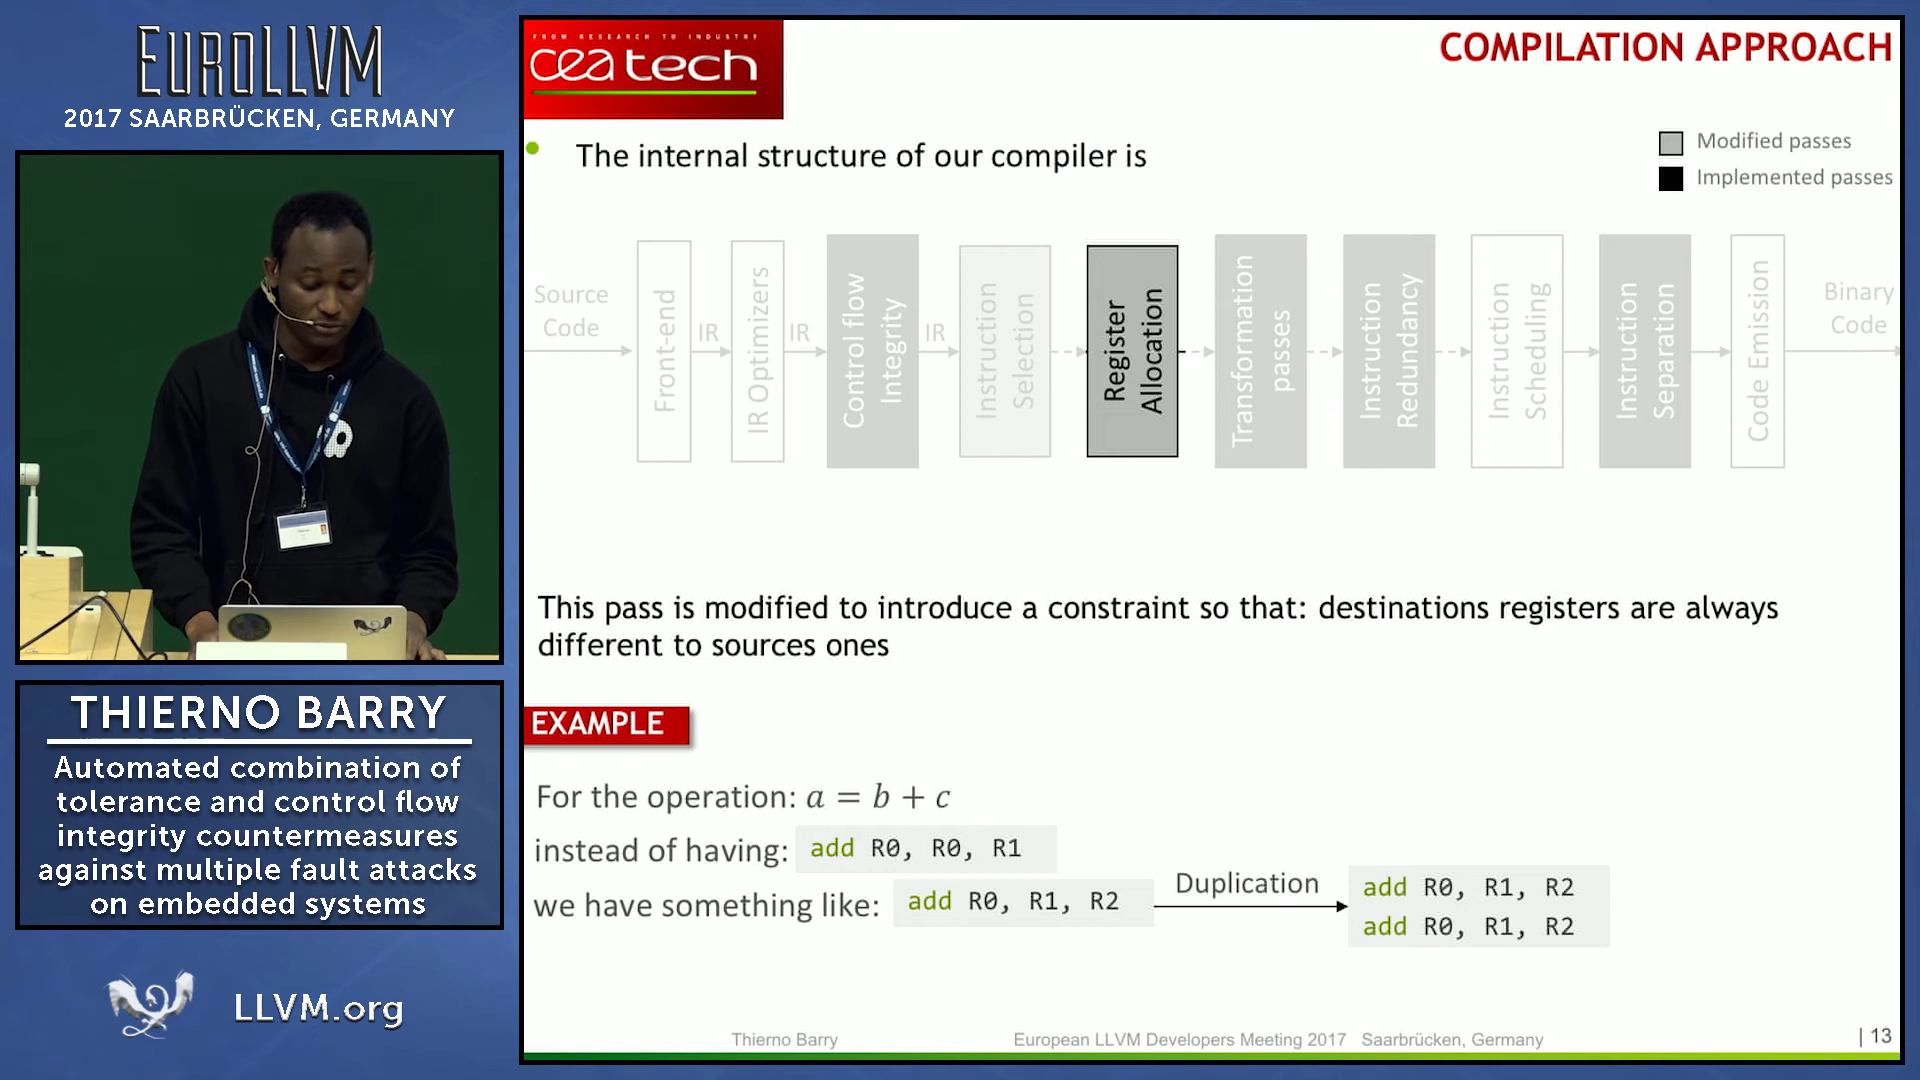 EUROLLVM
2017 SAARBRÜCKEN, GERMANY
THIERNO BARRY
Automated combination of
tolerance and control flow
integrity countermeasures
against multiple fault attacks
on embedded systems
LLVM.org
FROM RESEARCH TO INDUSTRY
cea tech
COMPILATION APPROACH
• The internal structure of our compiler is
Modified passes
Implemented passes
Source
Code
Front-end
IR
IR Optimizers
IR
Control flow
Integrity
IR
Instruction
Selection
Register
Allocation
Transformation
passes
Instruction
Redundancy
Instruction
Scheduling
Instruction
Separation
Code Emission
Binary
Code
This pass is modified to introduce a constraint so that: destinations registers are always
different to sources ones
EXAMPLE
For the operation: a = b + c
instead of having: add R0, R0, R1
we have something like: add R0, R1, R2
Duplication
add R0, R1, R2
add R0, R1, R2
Thierno Barry
European LLVM Developers Meeting 2017 Saarbrücken, Germany
| 13